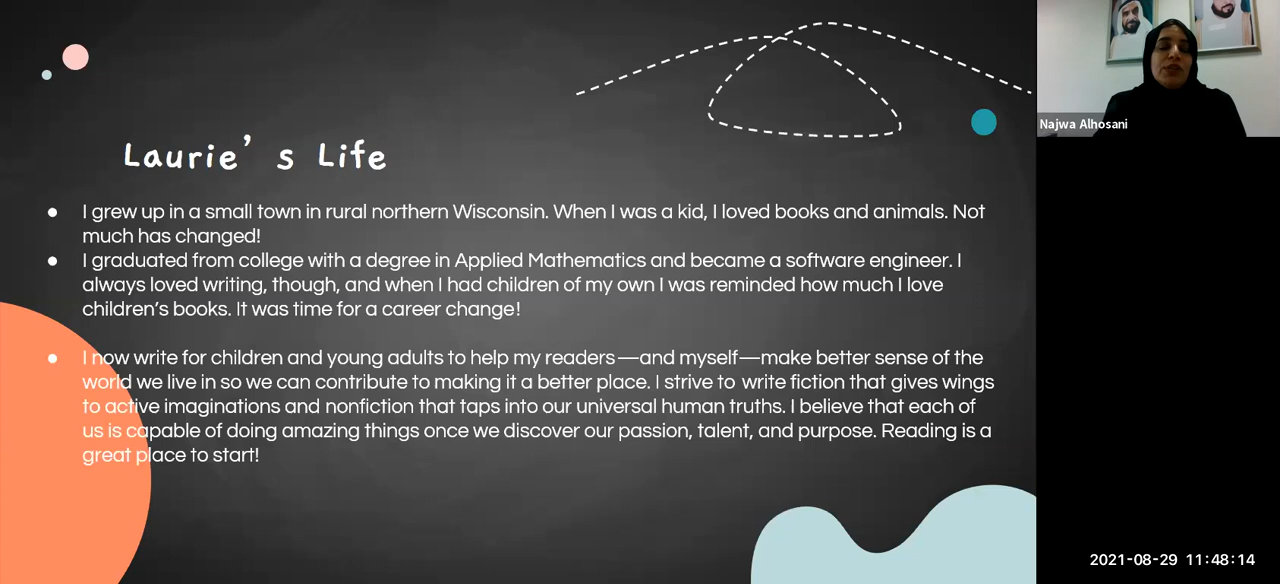 Laurie's Life
● I grew up in a small town in rural northern Wisconsin. When I was a kid, I loved books and animals. Not
much has changed!
● I graduated from college with a degree in Applied Mathematics and became a software engineer. I
always loved writing, though, and when I had children of my own I was reminded how much I love
children's books. It was time for a career change!
● I now write for children and young adults to help my readers—and myself—make better sense of the
world we live in so we can contribute to making it a better place. I strive to write fiction that gives wings
to active imaginations and nonfiction that taps into our universal human truths. I believe that each of
us is capable of doing amazing things once we discover our passion, talent, and purpose. Reading is a
great place to start!
Najwa Alhosani
2021-08-29 11:48:14